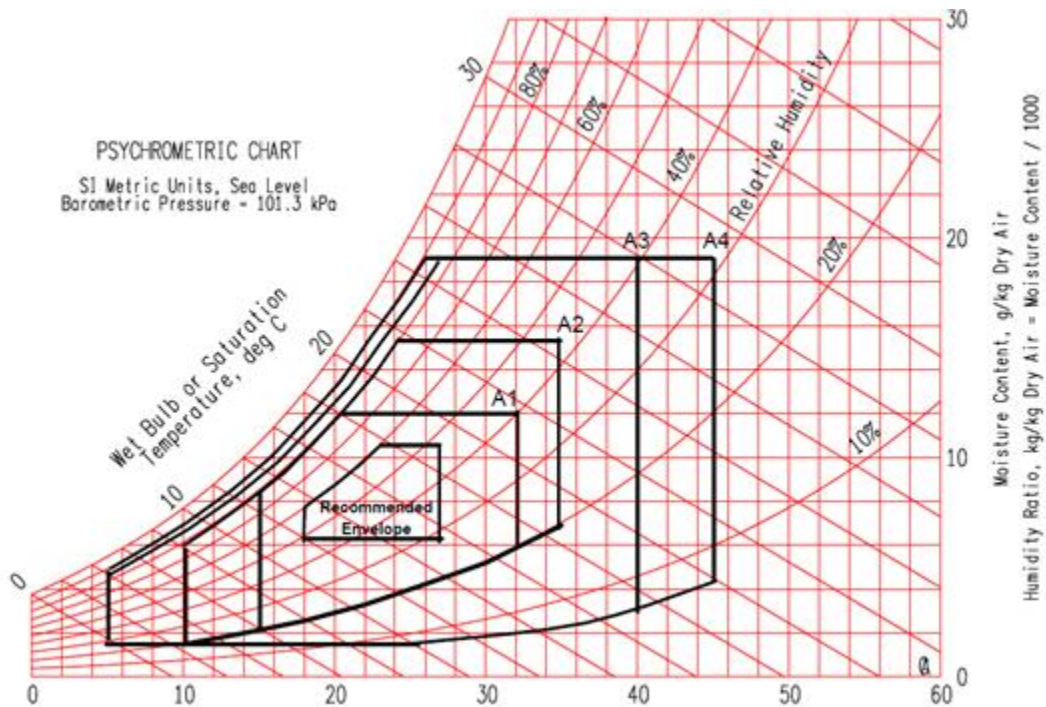 30
30
80%
60%
40%
Relative Humidity
20%
10%
PSYCHROMETRIC CHART
SI Metric Units, Sea Level
Barometric Pressure = 101.3 kPa
A3
A4
A2
A1
Wet Bulb or Saturation
Temperature, deg C
20
10
0
Recommended
Envelope
20
10
0
Moisture Content, g/kg Dry Air
Humidity Ratio, kg/kg Dry Air = Moisture Content / 1000
0
10
20
30
40
50
60